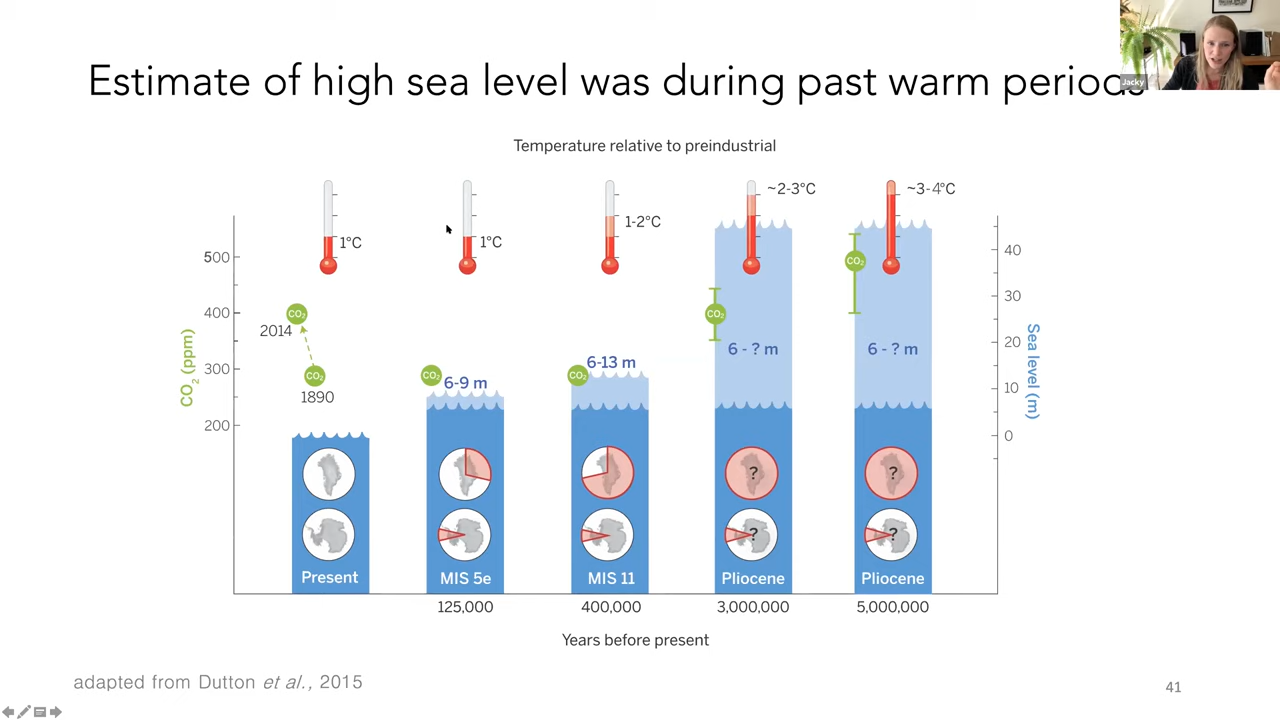 Estimate of high sea level was during past warm periods
Jacky
Temperature relative to preindustrial
1°C
1°C
1-2°C
~2-3°C
~3-4°C
500
400
300
200
CO₂ (ppm)
40
30
20
10
0
Sea level (m)
CO₂
2014
CO₂
1890
CO₂
6-9 m
CO₂
6-13 m
CO₂
6 - ? m
CO₂
6 - ? m
?
?
?
?
Present
MIS 5e
MIS 11
Pliocene
Pliocene
125,000
400,000
3,000,000
5,000,000
Years before present
adapted from Dutton et al., 2015
41